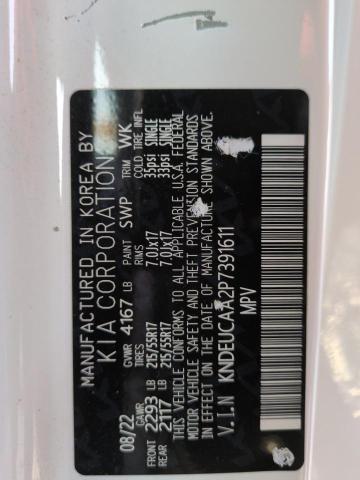 MANUFACTURED IN KOREA BY
KIA CORPORATION
08/22 GVWR 4167 LB PAINT SWP TRIM WK
GAWR TIRES RIMS COLD TIRE INFL
FRONT 2293 LB 215/55R17 7.0JX17 35psi SINGLE
REAR 2117 LB 215/55R17 7.0JX17 33psi SINGLE
THIS VEHICLE CONFORMS TO ALL APPLICABLE U.S.A. FEDERAL
MOTOR VEHICLE SAFETY AND THEFT PREVENTION STANDARDS
IN EFFECT ON THE DATE OF MANUFACTURE SHOWN ABOVE.
V.I.N KNDEUCAA2P7391611
MPV